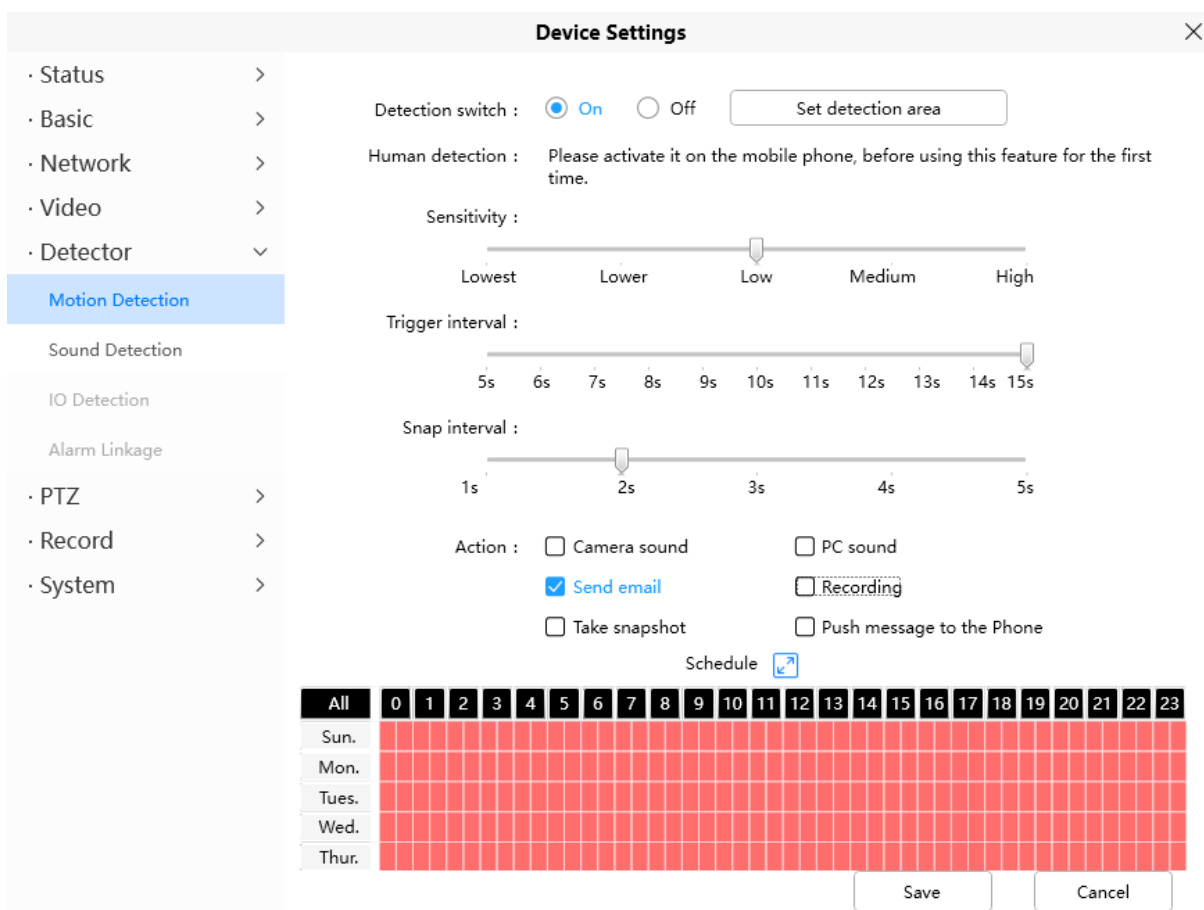 Device Settings
· Status
· Basic
· Network
· Video
· Detector
Motion Detection
Sound Detection
IO Detection
Alarm Linkage
· PTZ
· Record
· System
Detection switch : On Off Set detection area
Human detection : Please activate it on the mobile phone, before using this feature for the first
time.
Sensitivity :
Lowest Lower Low Medium High
Trigger interval :
5s 6s 7s 8s 9s 10s 11s 12s 13s 14s 15s
Snap interval :
1s 2s 3s 4s 5s
Action : Camera sound PC sound
Send email Recording
Take snapshot Push message to the Phone
Schedule
All 0 1 2 3 4 5 6 7 8 9 10 11 12 13 14 15 16 17 18 19 20 21 22 23
Sun.
Mon.
Tues.
Wed.
Thur.
Save Cancel